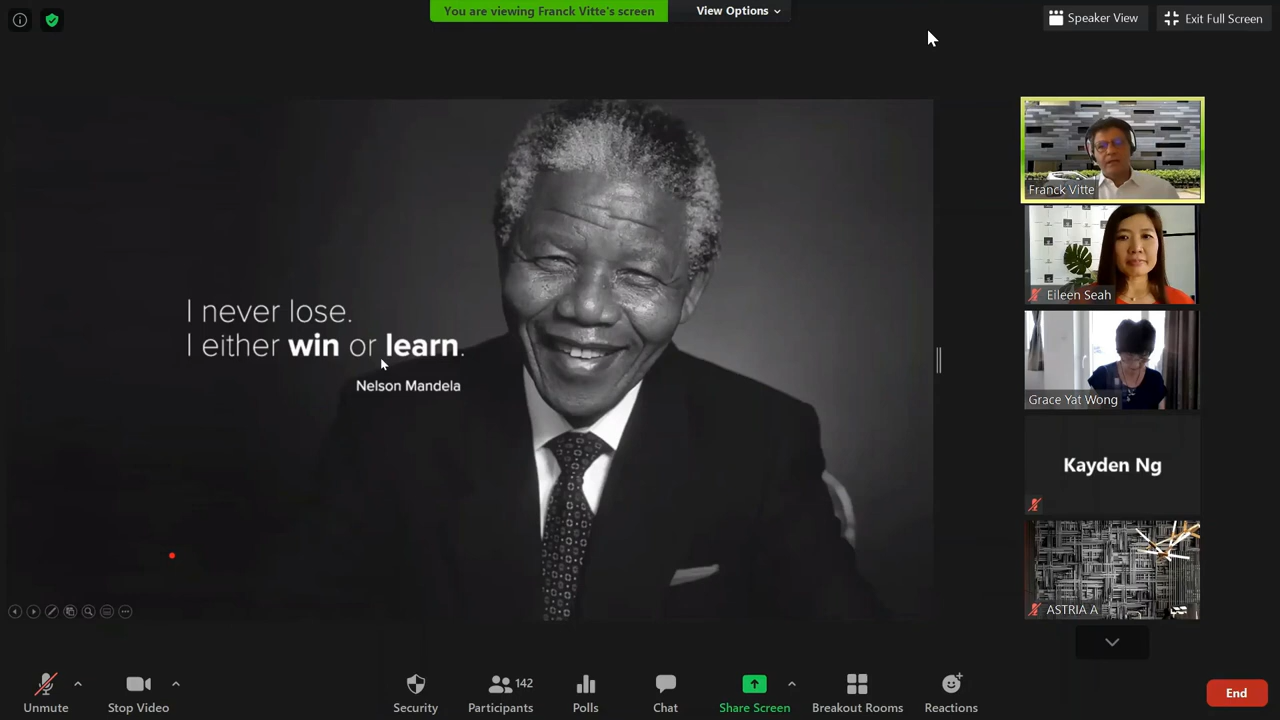 You are viewing Franck Vitte's screen
View Options
Speaker View
Exit Full Screen
I never lose.
I either win or learn.
Nelson Mandela
Franck Vitte
Eileen Seah
Grace Yat Wong
Kayden Ng
ASTRIA A
Unmute
Stop Video
Security
142
Participants
Polls
Chat
Share Screen
Breakout Rooms
Reactions
End